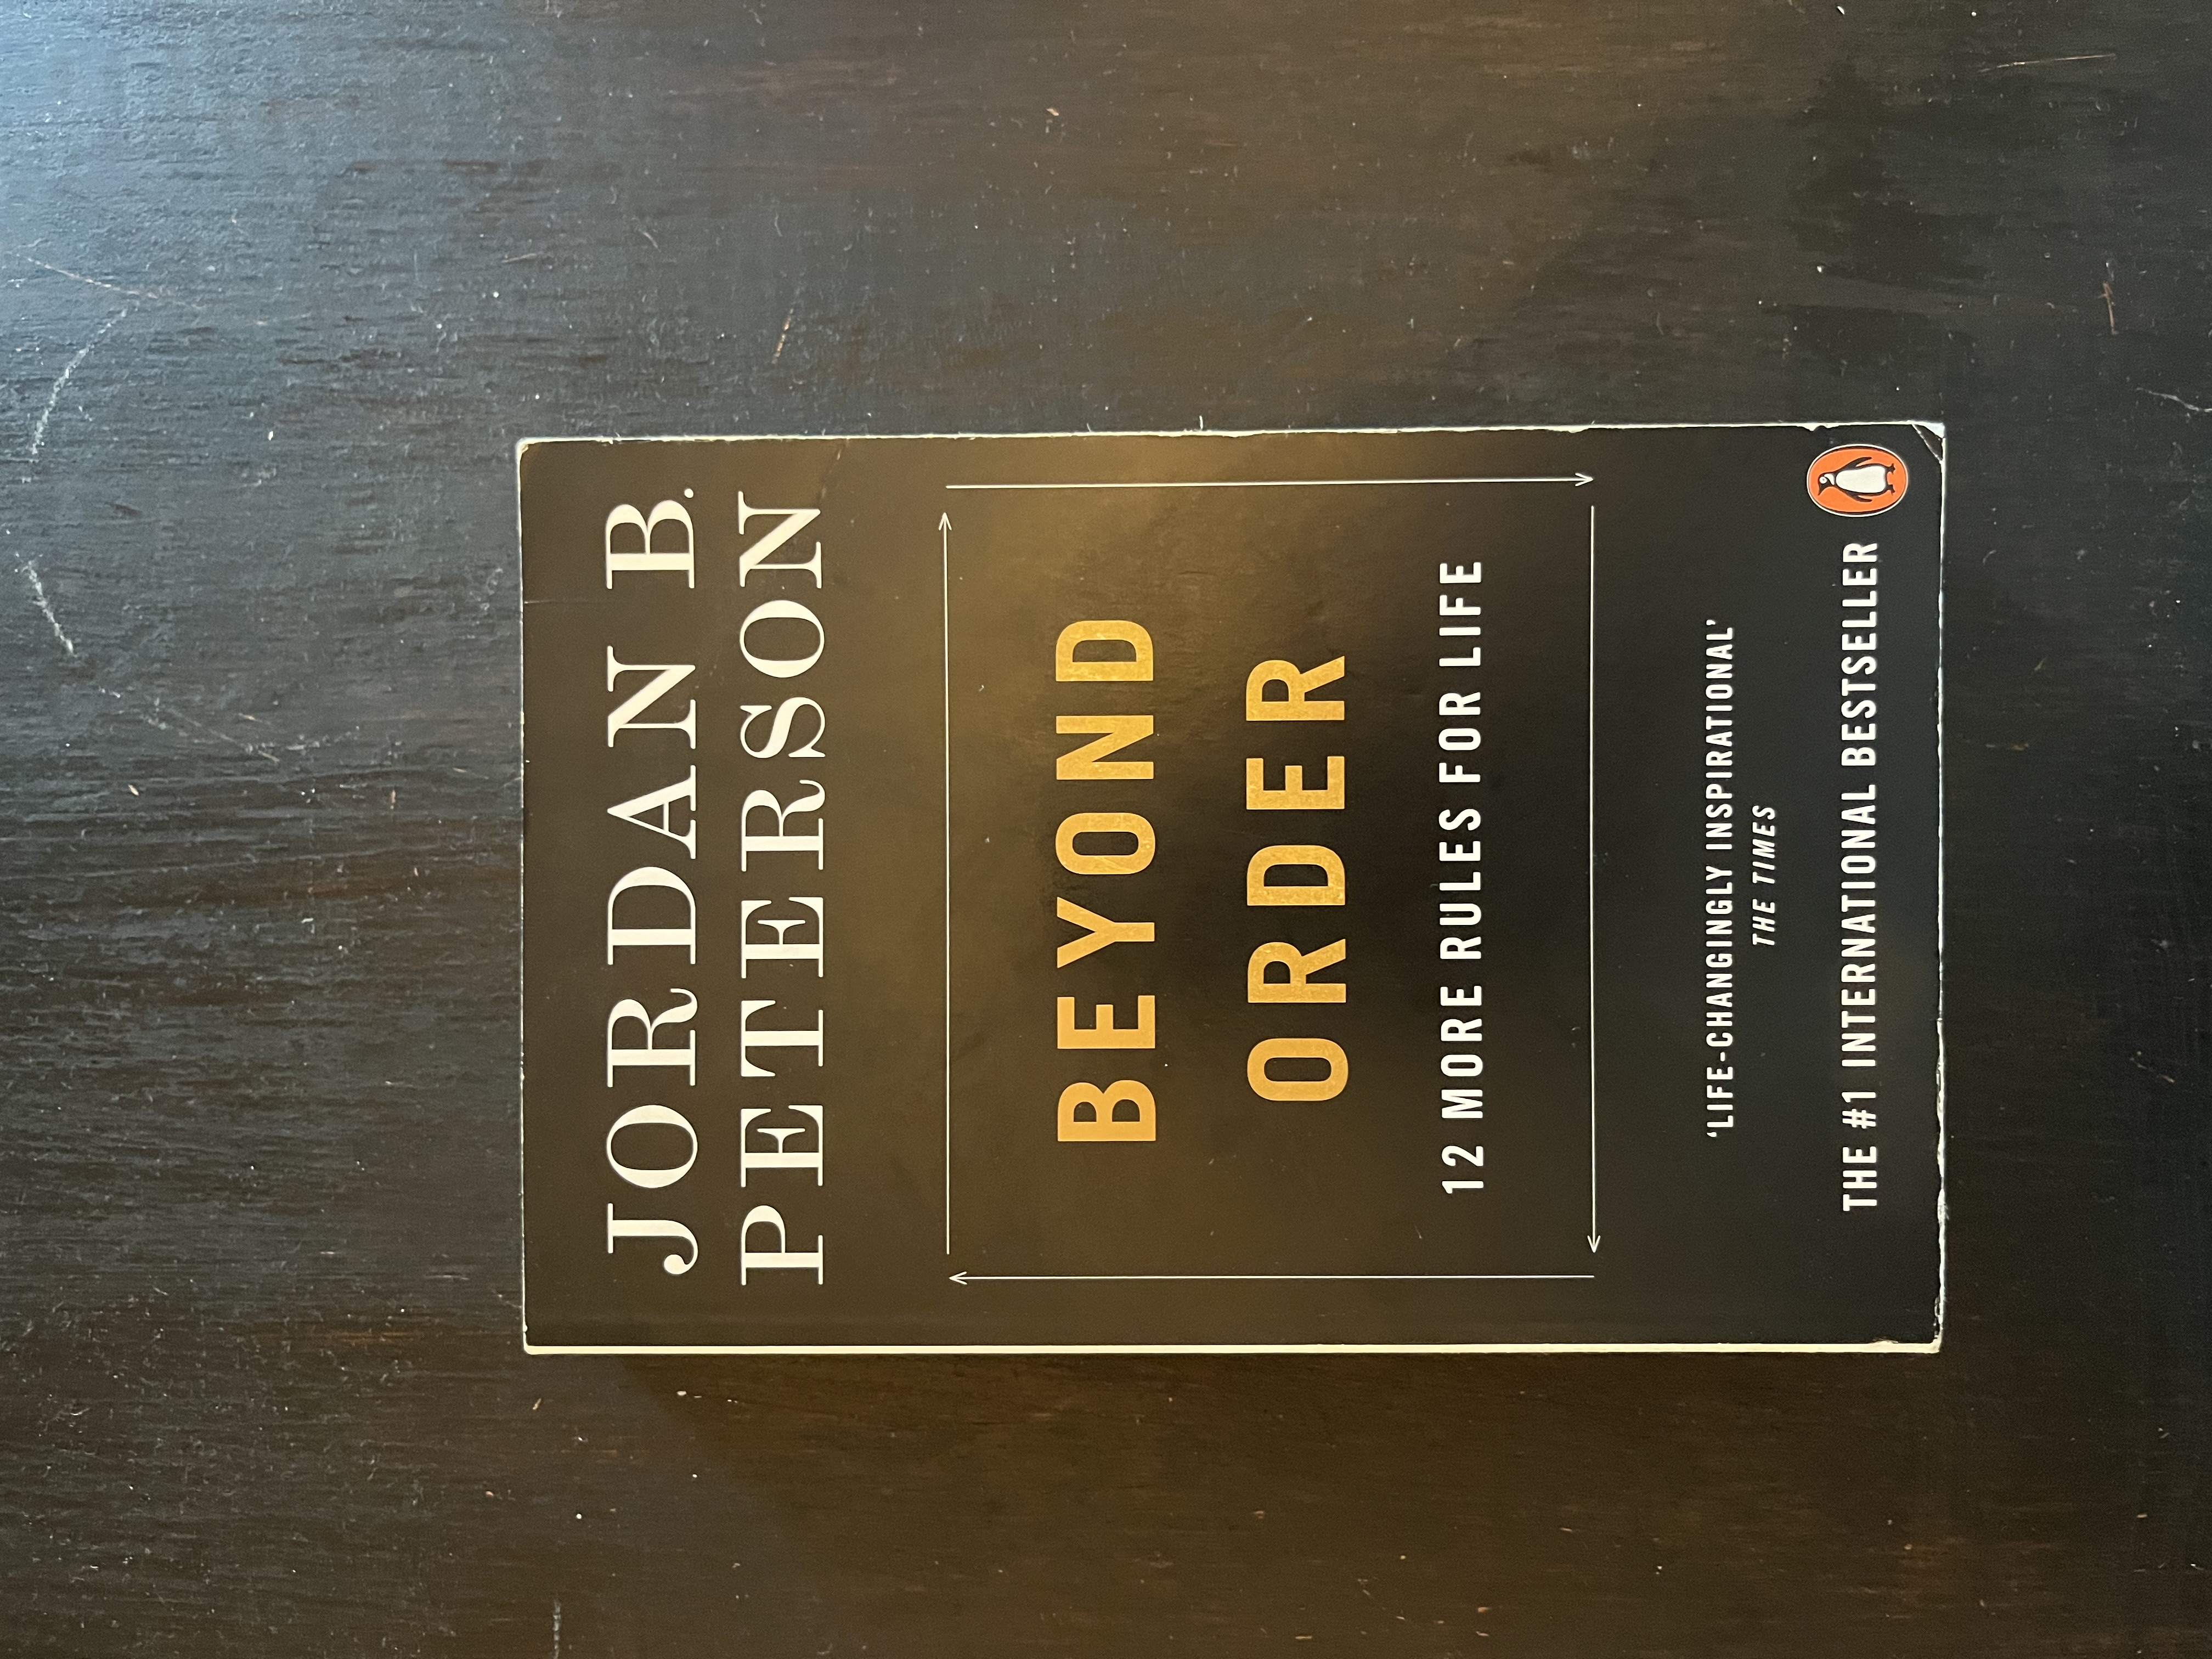 JORDAN B.
PETERSON
BEYOND
ORDER
12 MORE RULES FOR LIFE
‘LIFE-CHANGINGLY INSPIRATIONAL’
THE TIMES
THE #1 INTERNATIONAL BESTSELLER